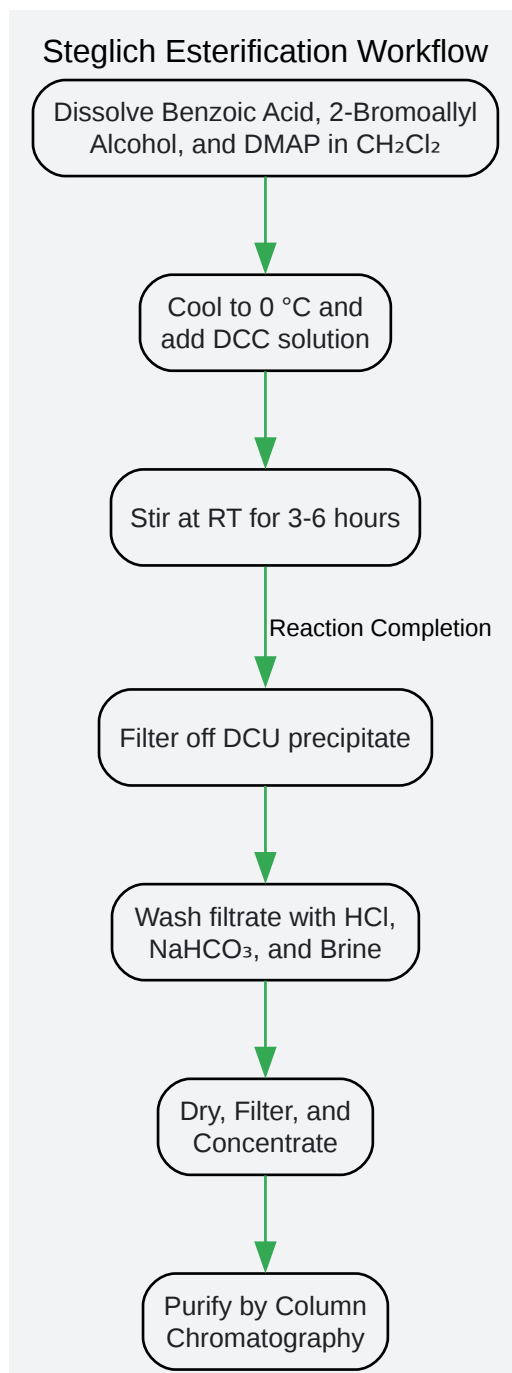 Steglich Esterification Workflow
Dissolve Benzoic Acid, 2-Bromoallyl
Alcohol, and DMAP in CH₂Cl₂
Cool to 0 °C and
add DCC solution
Stir at RT for 3-6 hours
Reaction Completion
Filter off DCU precipitate
Wash filtrate with HCl,
NaHCO₃, and Brine
Dry, Filter, and
Concentrate
Purify by Column
Chromatography